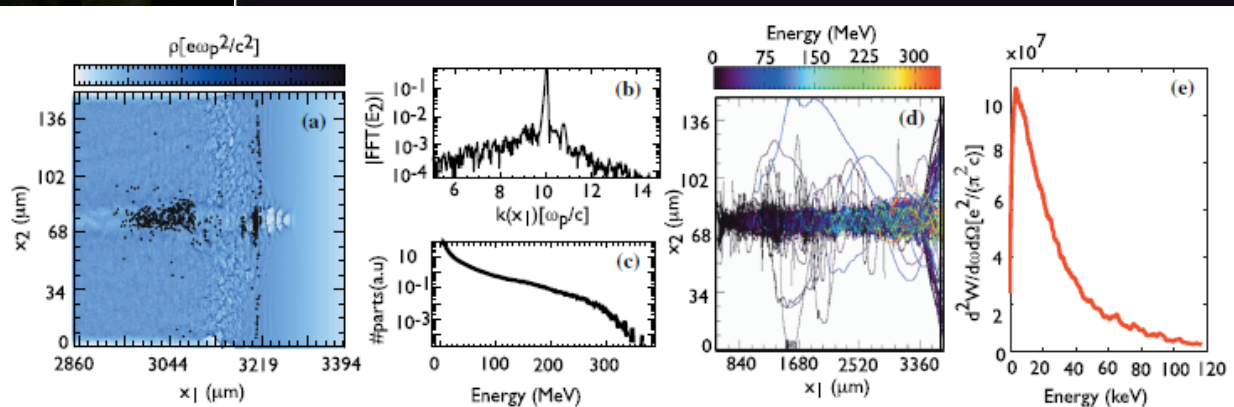 ρ[eωp²/c²]
(a)
136
102
68
34
0
x2 (μm)
2860 3044 3219 3394
x| (μm)
(b)
|FFT(E2)|
10-1
10-2
10-3
10-4
6 8 10 12 14
k(x|)[ωp/c]
(c)
#parts(a.u)
10
10-1
10-3
0 100 200 300
Energy (MeV)
Energy (MeV)
0 75 150 225 300
(d)
136
102
68
34
0
x2 (μm)
840 1680 2520 3360
x| (μm)
×10⁷
(e)
10
8
6
4
2
0
d²W/dωdΩ[e²/(π²c)]
0 20 40 60 80 100 120
Energy (keV)